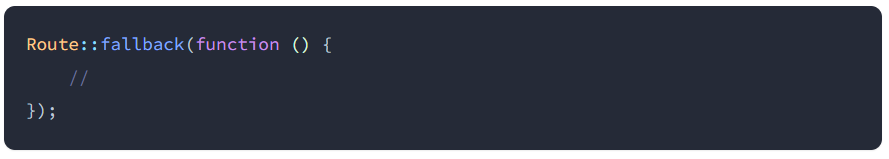 Route::fallback(function () {
    //
});